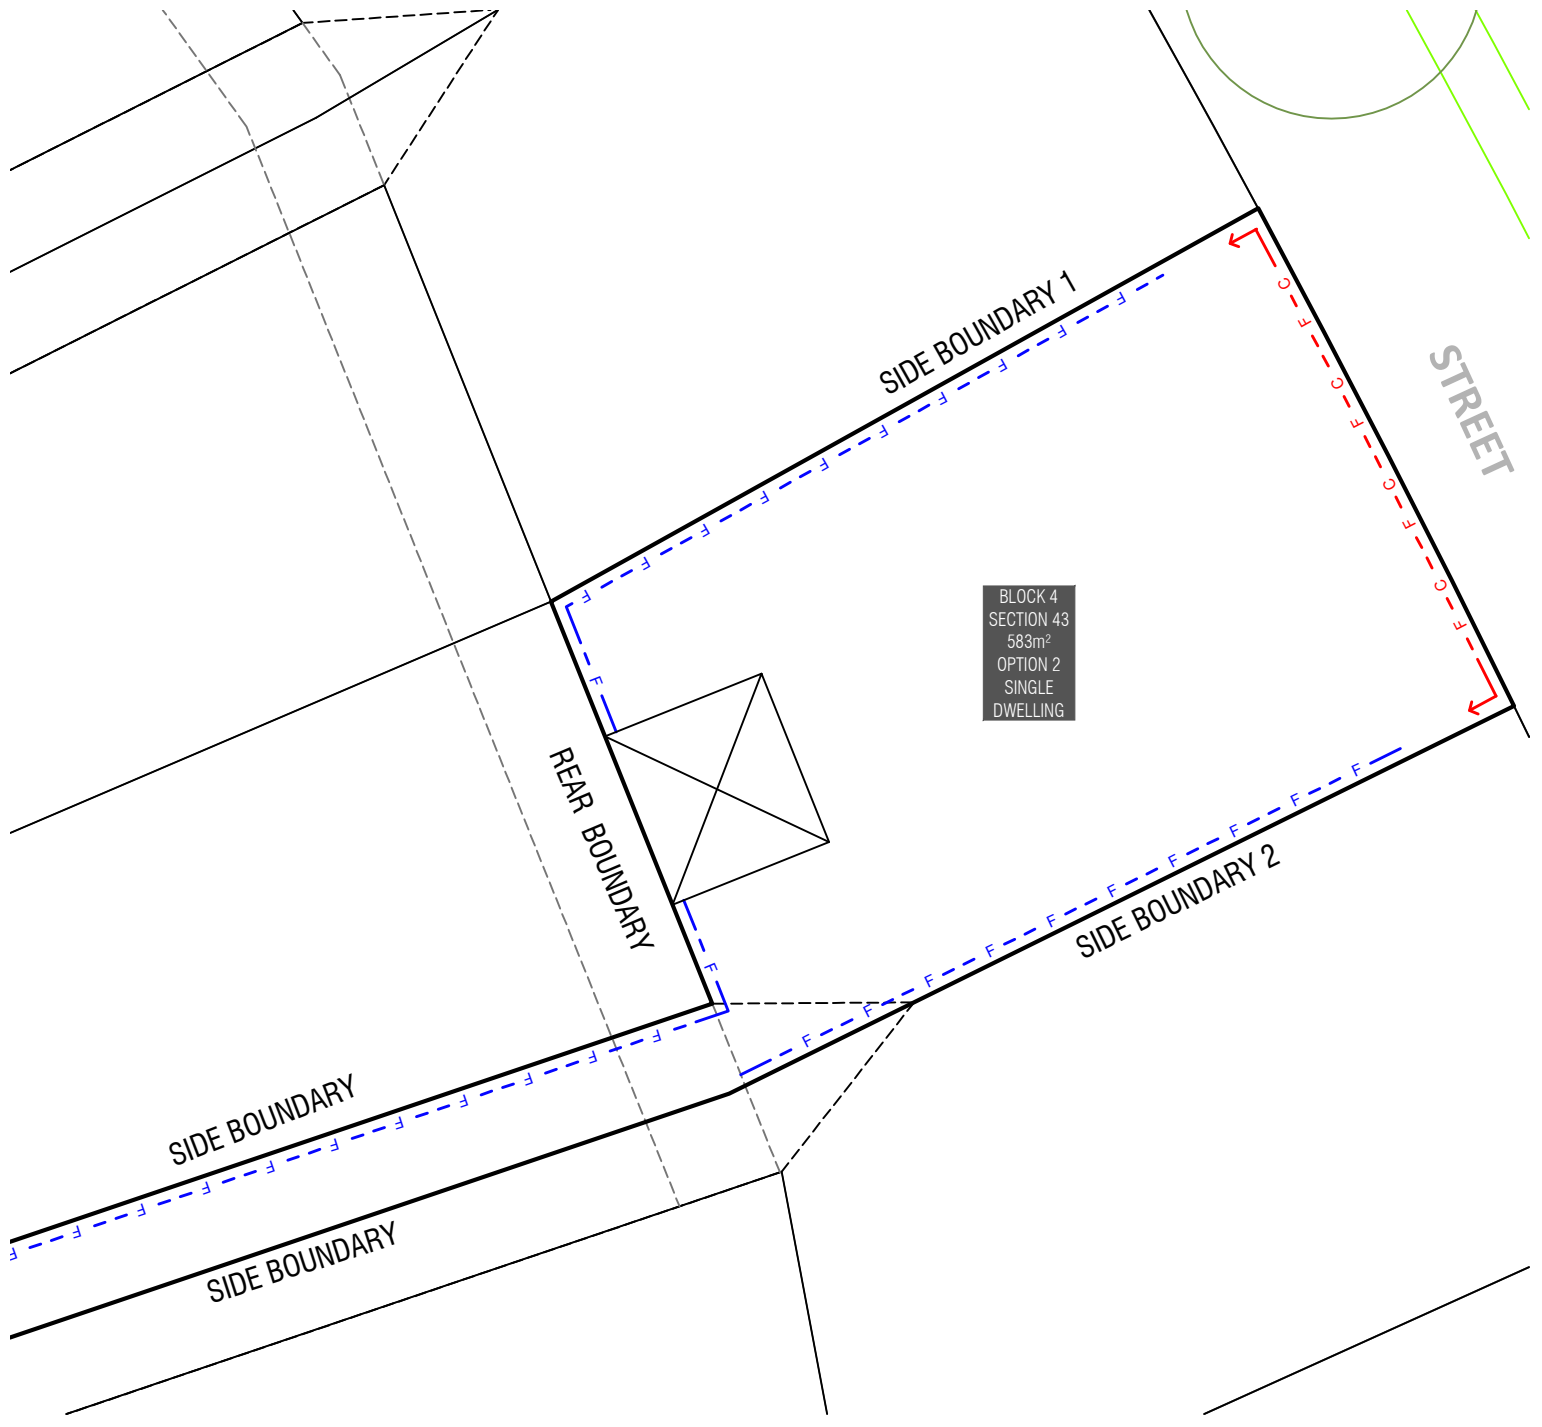 SIDE BOUNDARY 1
C F C F C F C F
STREET
F F F F F F F F F F
BLOCK 4
SECTION 43
583m²
OPTION 2
SINGLE
DWELLING
F
REAR BOUNDARY
F
F F F F F F F F F F
SIDE BOUNDARY 2
SIDE BOUNDARY
F F F F F F F F F F F
SIDE BOUNDARY